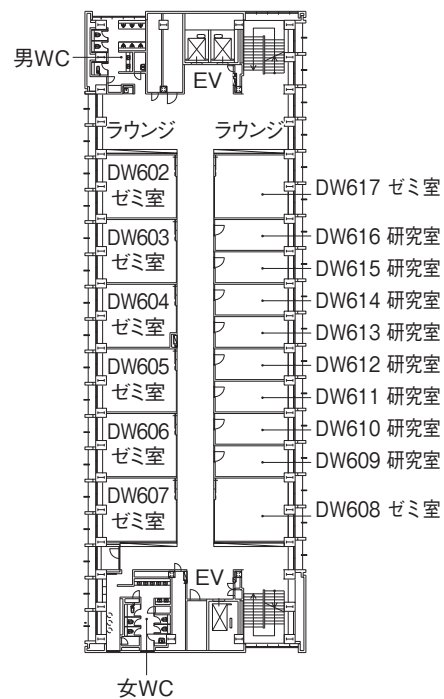 男WC
EV
ラウンジ
ラウンジ
DW602
ゼミ室
DW603
ゼミ室
DW604
ゼミ室
DW605
ゼミ室
DW606
ゼミ室
DW607
ゼミ室
DW617 ゼミ室
DW616 研究室
DW615 研究室
DW614 研究室
DW613 研究室
DW612 研究室
DW611 研究室
DW610 研究室
DW609 研究室
DW608 ゼミ室
EV
女WC